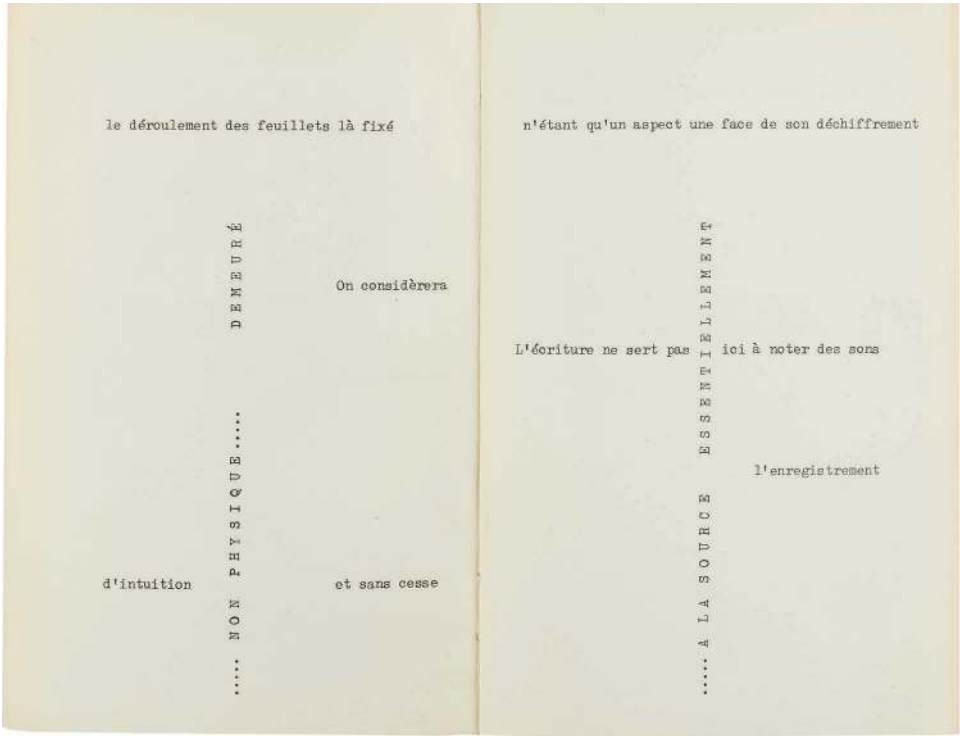 le déroulement des feuillets là fixé
On considèrera
d'intuition
et sans cesse
..... NON PHYSIQUE..... DEMEURÉ
n'étant qu'un aspect une face de son déchiffrement
L'écriture ne sert pas ici à noter des sons
l'enregistrement
..... A LA SOURCE ESSENTIELLEMENT